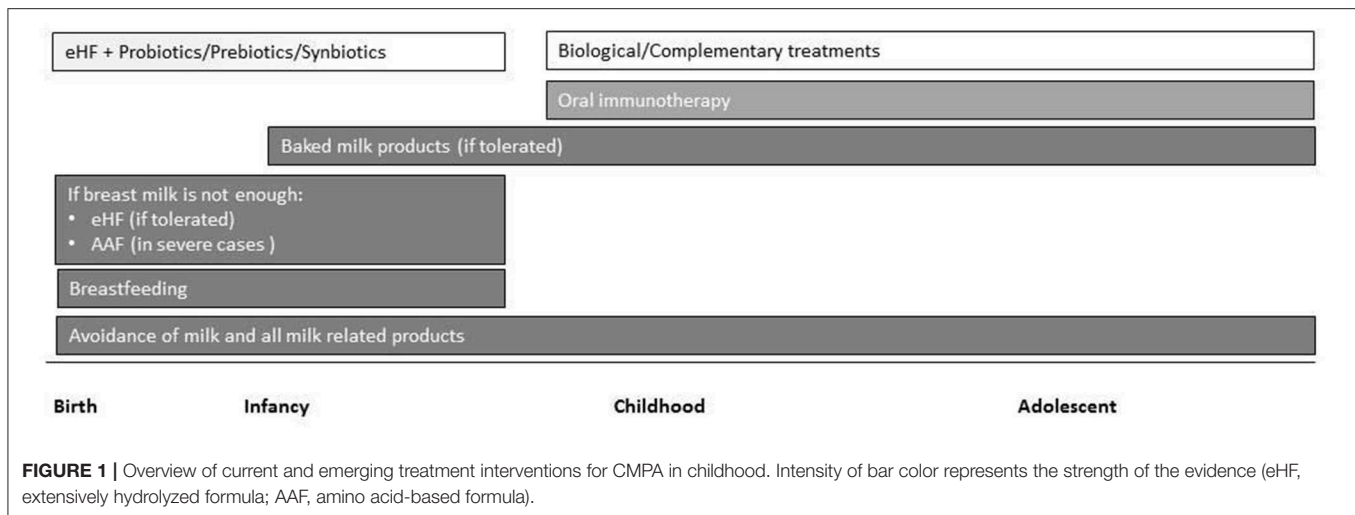 eHF + Probiotics/Prebiotics/Synbiotics
Biological/Complementary treatments
Oral immunotherapy
Baked milk products (if tolerated)
If breast milk is not enough:
• eHF (if tolerated)
• AAF (in severe cases )
Breastfeeding
Avoidance of milk and all milk related products
Birth Infancy Childhood Adolescent
FIGURE 1 | Overview of current and emerging treatment interventions for CMPA in childhood. Intensity of bar color represents the strength of the evidence (eHF,
extensively hydrolyzed formula; AAF, amino acid-based formula).